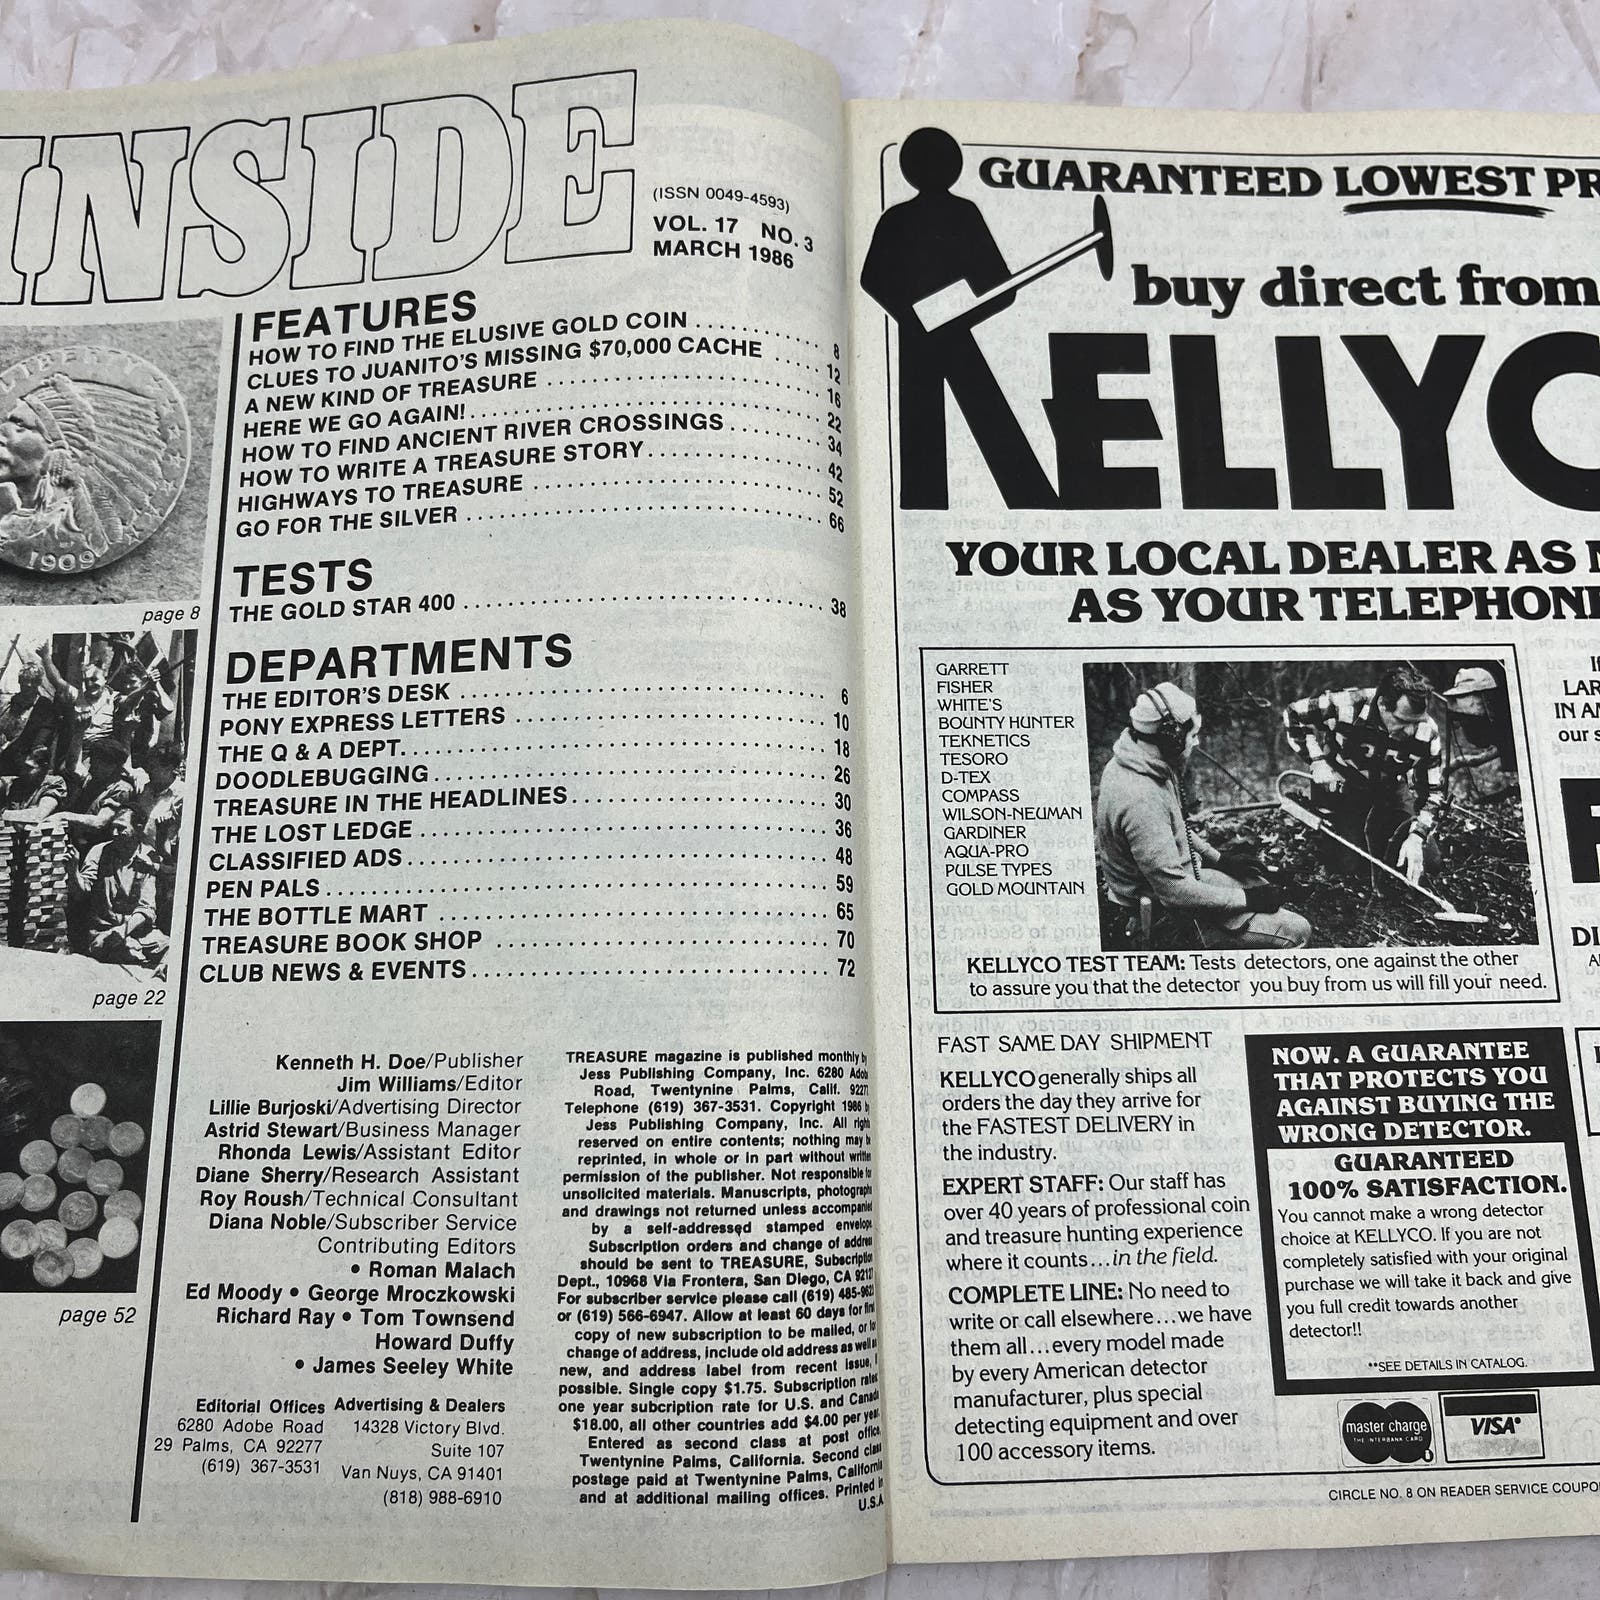 INSIDE
(ISSN 0049-4593)
VOL. 17 NO. 3
MARCH 1986
LIBERTY
1909
page 8
page 22
page 52
FEATURES
HOW TO FIND THE ELUSIVE GOLD COIN .......... 8
CLUES TO JUANITO'S MISSING $70,000 CACHE .... 12
A NEW KIND OF TREASURE .......... 16
HERE WE GO AGAIN! .......... 22
HOW TO FIND ANCIENT RIVER CROSSINGS .......... 34
HOW TO WRITE A TREASURE STORY .......... 42
HIGHWAYS TO TREASURE .......... 52
GO FOR THE SILVER .......... 66
TESTS
THE GOLD STAR 400 .......... 38
DEPARTMENTS
THE EDITOR'S DESK .......... 6
PONY EXPRESS LETTERS .......... 10
THE Q & A DEPT. .......... 18
DOODLEBUGGING .......... 26
TREASURE IN THE HEADLINES .......... 30
THE LOST LEDGE .......... 36
CLASSIFIED ADS .......... 48
PEN PALS .......... 59
THE BOTTLE MART .......... 65
TREASURE BOOK SHOP .......... 70
CLUB NEWS & EVENTS .......... 72
Kenneth H. Doe/Publisher
Jim Williams/Editor
Lillie Burjoski/Advertising Director
Astrid Stewart/Business Manager
Rhonda Lewis/Assistant Editor
Diane Sherry/Research Assistant
Roy Roush/Technical Consultant
Diana Noble/Subscriber Service
Contributing Editors
• Roman Malach
Ed Moody • George Mroczkowski
Richard Ray • Tom Townsend
Howard Duffy
• James Seeley White
Editorial Offices
6280 Adobe Road
29 Palms, CA 92277
(619) 367-3531
Advertising & Dealers
14328 Victory Blvd.
Suite 107
Van Nuys, CA 91401
(818) 988-6910
TREASURE magazine is published monthly by
Jess Publishing Company, Inc. 6280 Adobe
Road, Twentynine Palms, Calif. 92277.
Telephone (619) 367-3531. Copyright 1986 by
Jess Publishing Company, Inc. All rights
reserved on entire contents; nothing may be
reprinted, in whole or in part without written
permission of the publisher. Not responsible for
unsolicited materials. Manuscripts, photographs
and drawings not returned unless accompanied
by a self-addressed stamped envelope.
Subscription orders and change of address
should be sent to TREASURE, Subscription
Dept., 10968 Via Frontera, San Diego, CA 92127
For subscriber service please call (619) 485-
or (619) 566-6947. Allow at least 60 days for first
copy of new subscription to be mailed, or for
change of address, include old address as well as
new, and address label from recent issue, if
possible. Single copy $1.75. Subscription rates
one year subcription rate for U.S. and Canada
$18.00, all other countries add $4.00 per year.
Entered as second class at post office,
Twentynine Palms, California. Second class
postage paid at Twentynine Palms, California
and at additional mailing offices. Printed in
U.S.A
GUARANTEED LOWEST PR
buy direct from
KELLYC
YOUR LOCAL DEALER AS N
AS YOUR TELEPHON
GARRETT
FISHER
WHITE'S
BOUNTY HUNTER
TEKNETICS
TESORO
D-TEX
COMPASS
WILSON-NEUMAN
GARDINER
AQUA-PRO
PULSE TYPES
GOLD MOUNTAIN
KELLYCO TEST TEAM: Tests detectors, one against the other
to assure you that the detector you buy from us will fill your need.
LAR
our s
FAST SAME DAY SHIPMENT
KELLYCO generally ships all
orders the day they arrive for
the FASTEST DELIVERY in
the industry.
EXPERT STAFF: Our staff has
over 40 years of professional coin
and treasure hunting experience
where it counts...in the field.
COMPLETE LINE: No need to
write or call elsewhere...we have
them all...every model made
by every American detector
manufacturer, plus special
detecting equipment and over
100 accessory items.
NOW. A GUARANTEE
THAT PROTECTS YOU
AGAINST BUYING THE
WRONG DETECTOR.
GUARANTEED
100% SATISFACTION.
You cannot make a wrong detector
choice at KELLYCO. If you are not
completely satisfied with your original
purchase we will take it back and give
you full credit towards another
detector!!
**SEE DETAILS IN CATALOG.
master charge
THE INTERBANK CARD
VISA
CIRCLE NO. 8 ON READER SERVICE COUPO